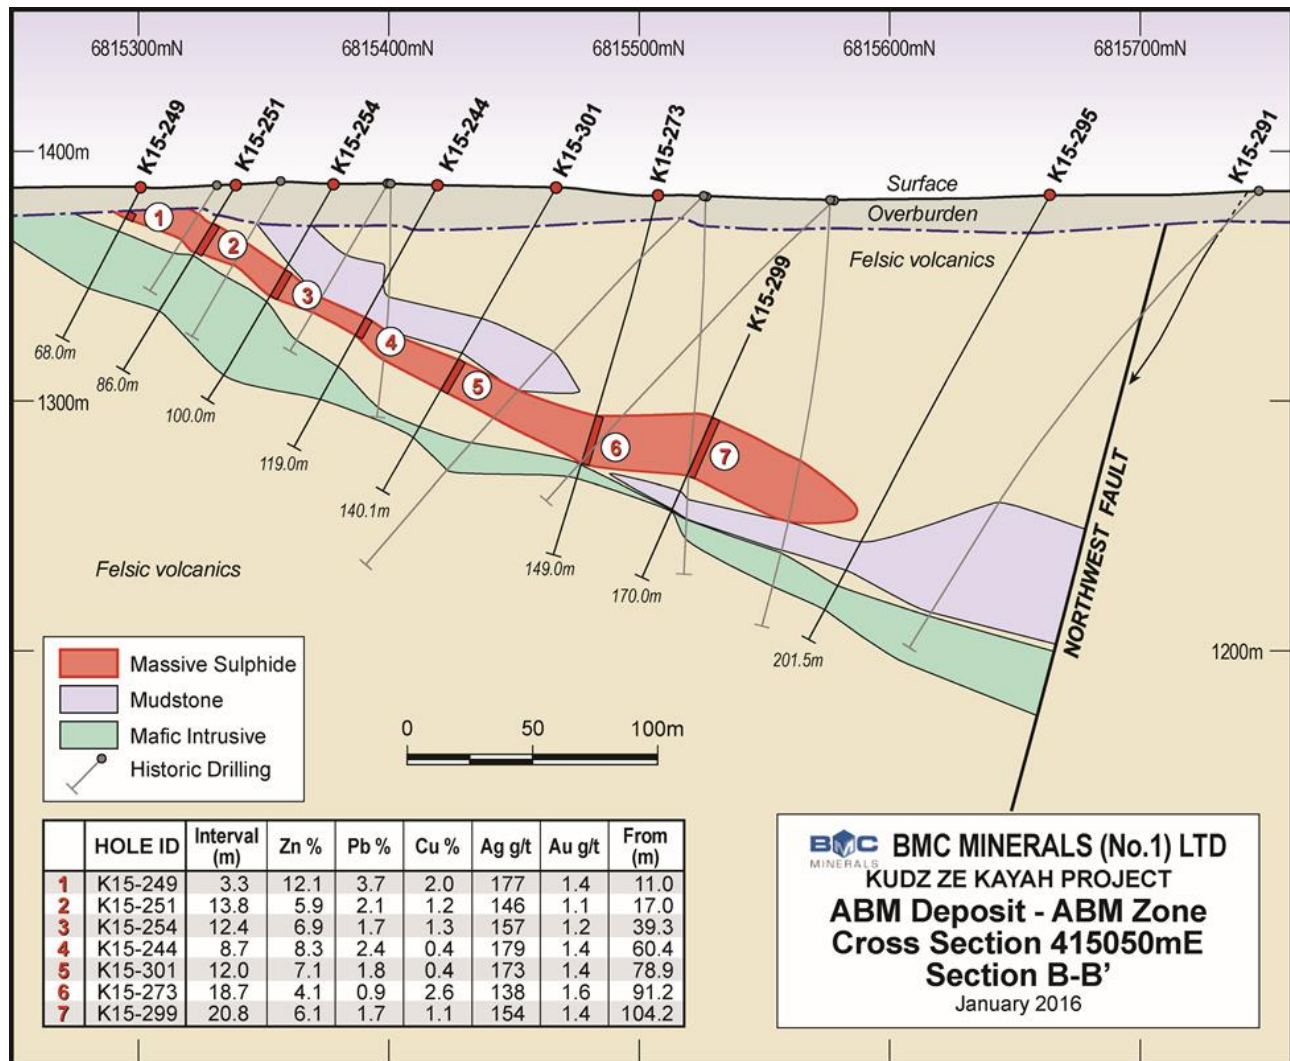 6815300mN 6815400mN 6815500mN 6815600mN 6815700mN
K15-249 K15-251 K15-254 K15-244 K15-301 K15-273 K15-295 K15-291
1400m
Surface
Overburden
1
2
Felsic volcanics
3
K15-299
4
68.0m
5
86.0m
1300m
100.0m
6
7
119.0m
140.1m
NORTHWEST FAULT
149.0m
Felsic volcanics
170.0m
201.5m
1200m
Massive Sulphide
Mudstone
Mafic Intrusive
Historic Drilling
0 50 100m
HOLE ID Interval (m) Zn % Pb % Cu % Ag g/t Au g/t From (m)
1 K15-249 3.3 12.1 3.7 2.0 177 1.4 11.0
2 K15-251 13.8 5.9 2.1 1.2 146 1.1 17.0
3 K15-254 12.4 6.9 1.7 1.3 157 1.2 39.3
4 K15-244 8.7 8.3 2.4 0.4 179 1.4 60.4
5 K15-301 12.0 7.1 1.8 0.4 173 1.4 78.9
6 K15-273 18.7 4.1 0.9 2.6 138 1.6 91.2
7 K15-299 20.8 6.1 1.7 1.1 154 1.4 104.2
BMC MINERALS
BMC MINERALS (No.1) LTD
KUDZ ZE KAYAH PROJECT
ABM Deposit - ABM Zone
Cross Section 415050mE
Section B-B'
January 2016